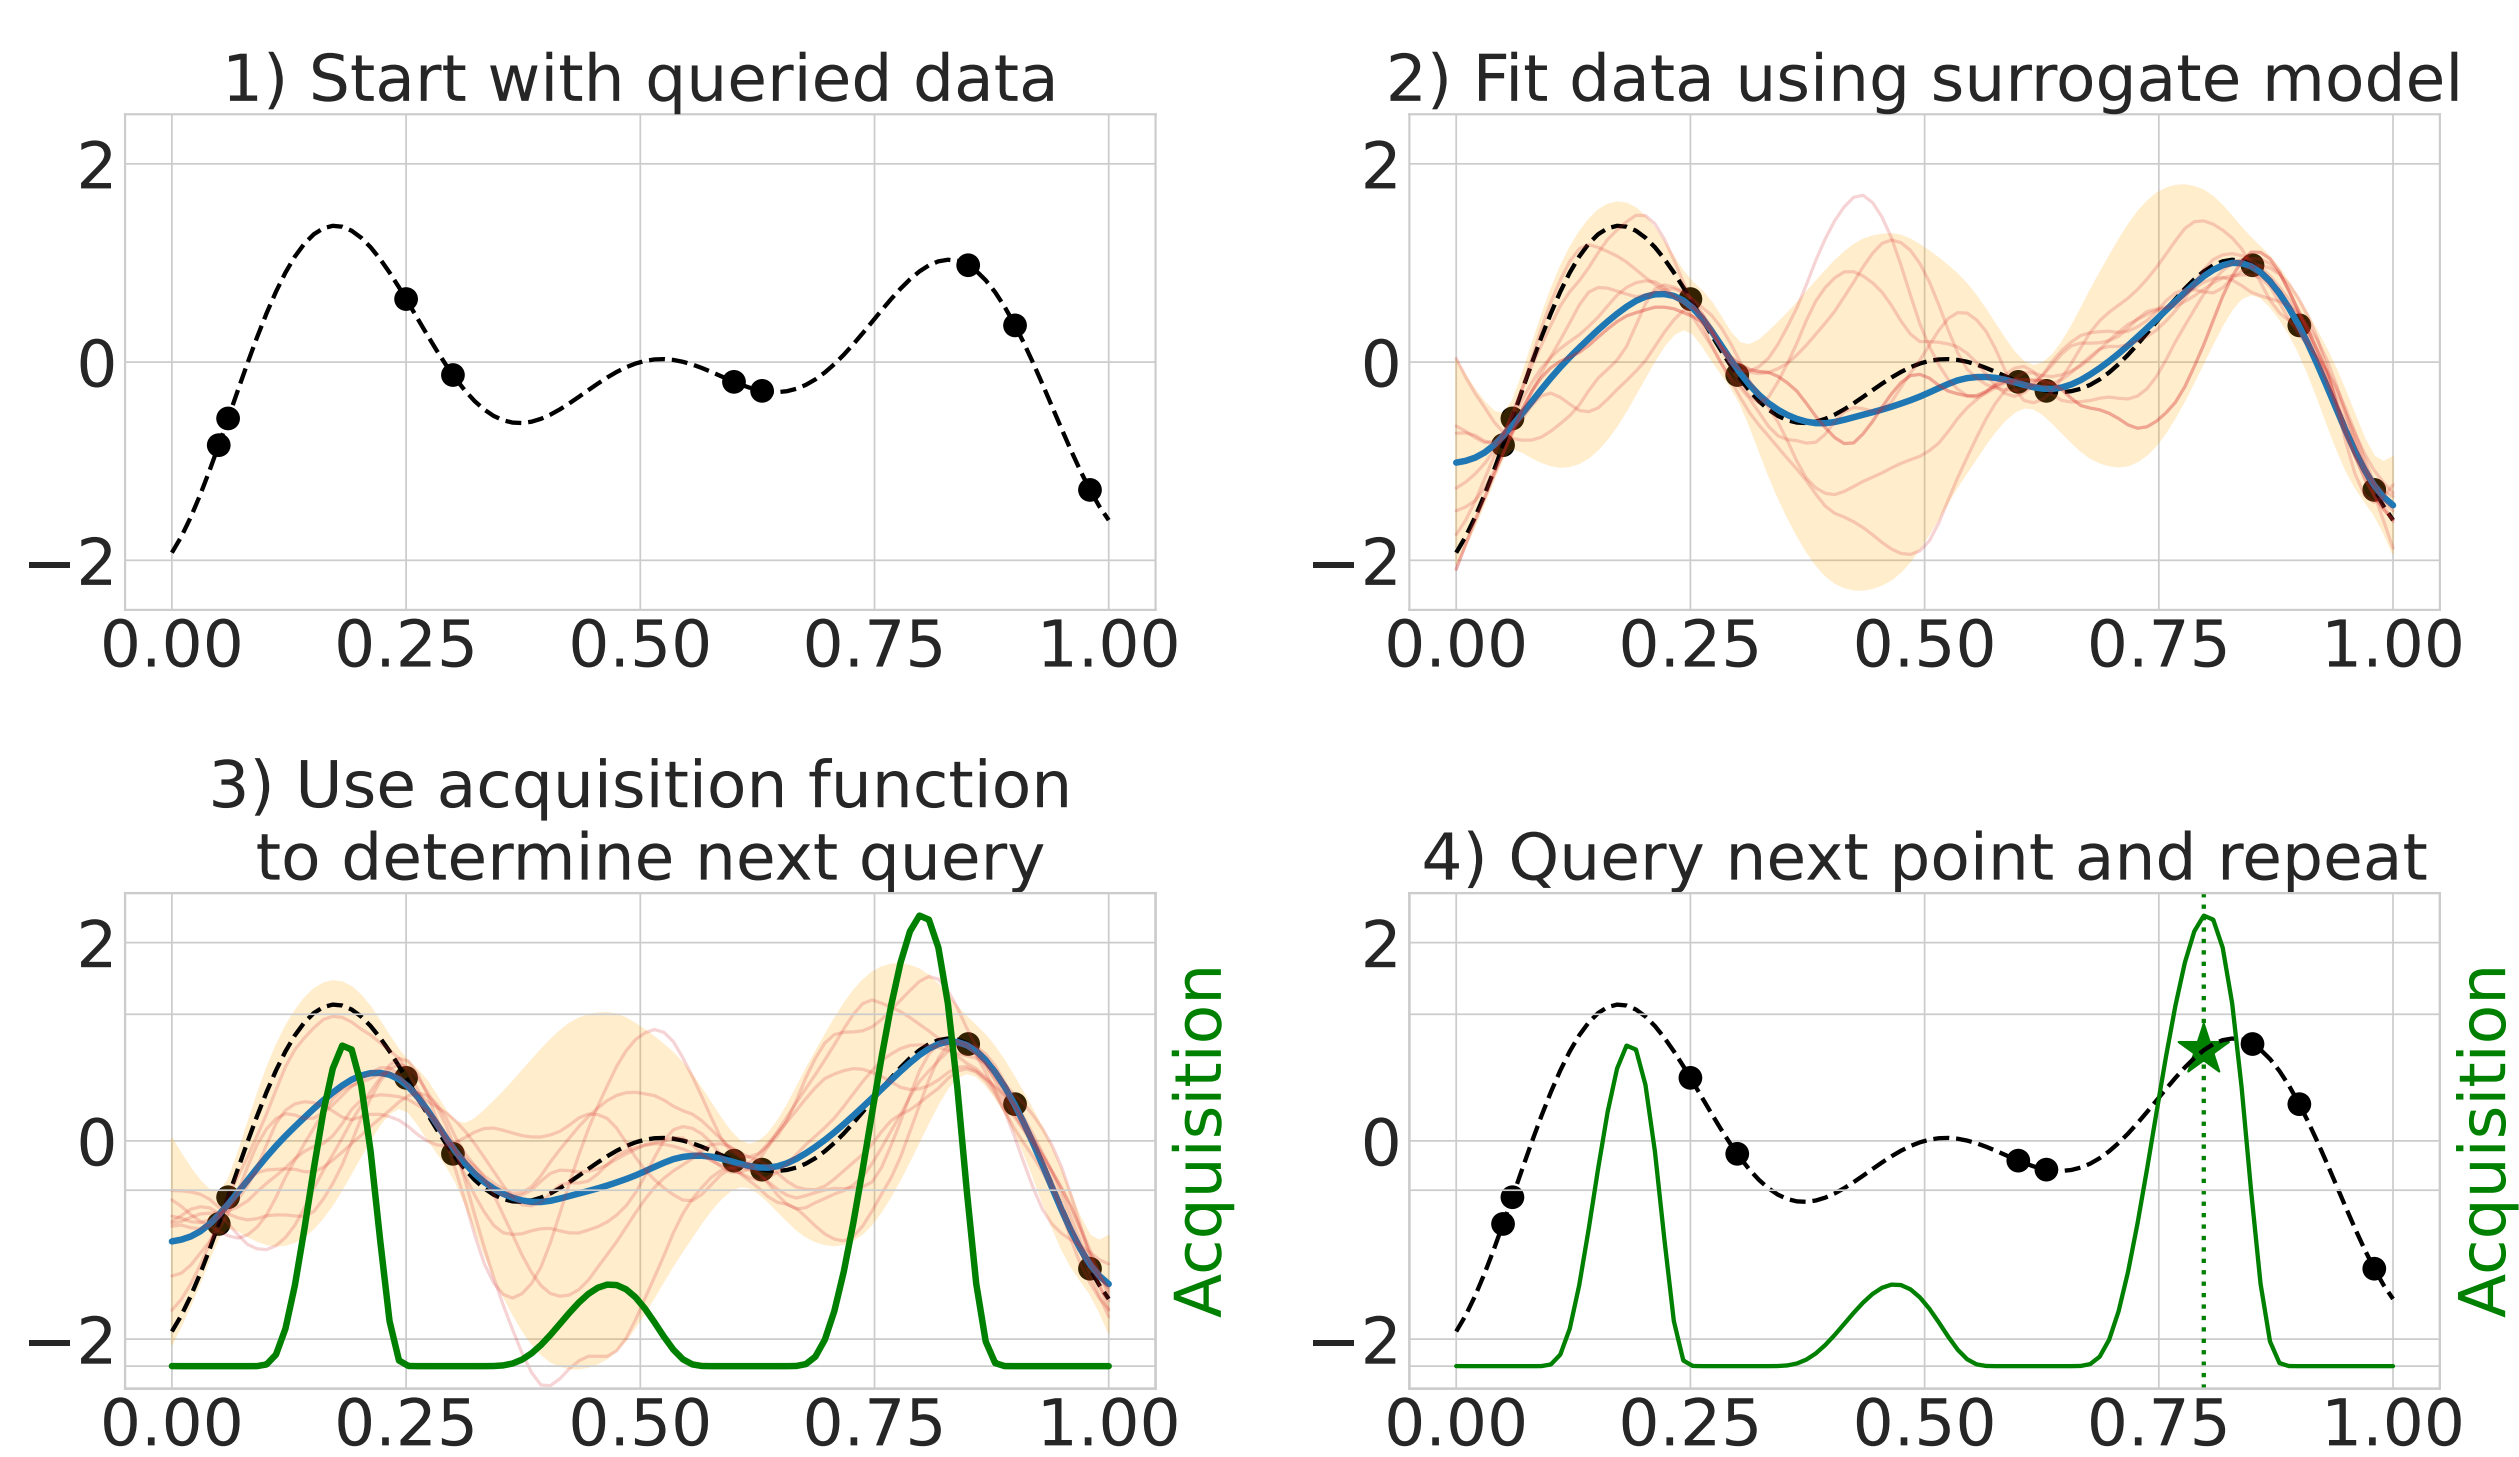 1) Start with queried data
2
0
−2
0.00 0.25 0.50 0.75 1.00
2) Fit data using surrogate model
2
0
−2
0.00 0.25 0.50 0.75 1.00
3) Use acquisition function
to determine next query
2
0
−2
0.00 0.25 0.50 0.75 1.00
Acquisition
4) Query next point and repeat
2
0
−2
0.00 0.25 0.50 0.75 1.00
Acquisition